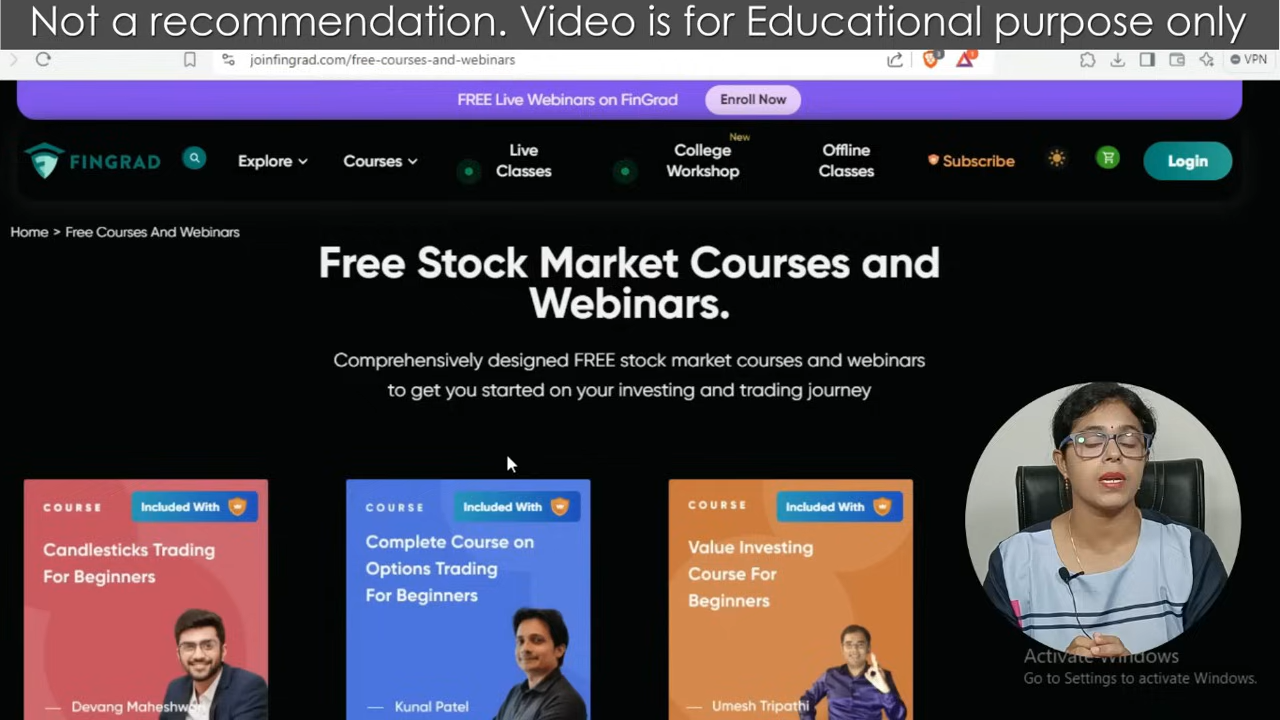 Not a recommendation. Video is for Educational purpose only
joinfingrad.com/free-courses-and-webinars
VPN
FREE Live Webinars on FinGrad
Enroll Now
FINGRAD
Explore
Courses
Live
Classes
New
College
Workshop
Offline
Classes
Subscribe
Login
Home > Free Courses And Webinars
Free Stock Market Courses and
Webinars.
Comprehensively designed FREE stock market courses and webinars
to get you started on your investing and trading journey
COURSE
Included With
Candlesticks Trading
For Beginners
Devang Maheshwari
COURSE
Included With
Complete Course on
Options Trading
For Beginners
Kunal Patel
COURSE
Included With
Value Investing
Course For
Beginners
Umesh Tripathi
Activate Windows
Go to Settings to activate Windows.